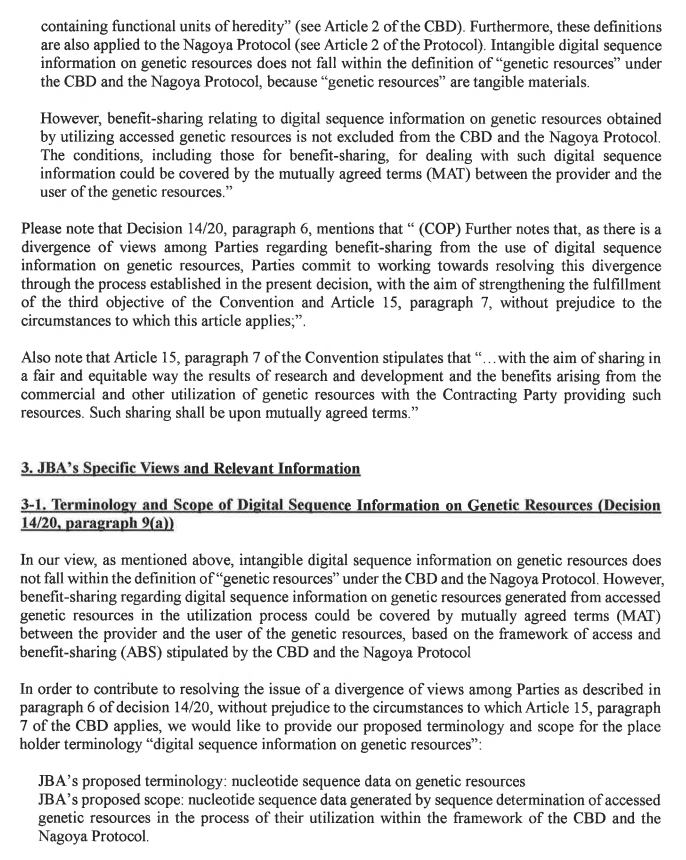 containing functional units of heredity” (see Article 2 of the CBD). Furthermore, these definitions
are also applied to the Nagoya Protocol (see Article 2 of the Protocol). Intangible digital sequence
information on genetic resources does not fall within the definition of “genetic resources” under
the CBD and the Nagoya Protocol, because “genetic resources” are tangible materials.
However, benefit-sharing relating to digital sequence information on genetic resources obtained
by utilizing accessed genetic resources is not excluded from the CBD and the Nagoya Protocol.
The conditions, including those for benefit-sharing, for dealing with such digital sequence
information could be covered by the mutually agreed terms (MAT) between the provider and the
user of the genetic resources.”
Please note that Decision 14/20, paragraph 6, mentions that “ (COP) Further notes that, as there is a
divergence of views among Parties regarding benefit-sharing from the use of digital sequence
information on genetic resources, Parties commit to working towards resolving this divergence
through the process established in the present decision, with the aim of strengthening the fulfillment
of the third objective of the Convention and Article 15, paragraph 7, without prejudice to the
circumstances to which this article applies;”.
Also note that Article 15, paragraph 7 of the Convention stipulates that “…with the aim of sharing in
a fair and equitable way the results of research and development and the benefits arising from the
commercial and other utilization of genetic resources with the Contracting Party providing such
resources. Such sharing shall be upon mutually agreed terms.”
3. JBA’s Specific Views and Relevant Information
3-1. Terminology and Scope of Digital Sequence Information on Genetic Resources (Decision
14/20, paragraph 9(a))
In our view, as mentioned above, intangible digital sequence information on genetic resources does
not fall within the definition of “genetic resources” under the CBD and the Nagoya Protocol. However,
benefit-sharing regarding digital sequence information on genetic resources generated from accessed
genetic resources in the utilization process could be covered by mutually agreed terms (MAT)
between the provider and the user of the genetic resources, based on the framework of access and
benefit-sharing (ABS) stipulated by the CBD and the Nagoya Protocol
In order to contribute to resolving the issue of a divergence of views among Parties as described in
paragraph 6 of decision 14/20, without prejudice to the circumstances to which Article 15, paragraph
7 of the CBD applies, we would like to provide our proposed terminology and scope for the place
holder terminology “digital sequence information on genetic resources”:
JBA’s proposed terminology: nucleotide sequence data on genetic resources
JBA’s proposed scope: nucleotide sequence data generated by sequence determination of accessed
genetic resources in the process of their utilization within the framework of the CBD and the
Nagoya Protocol.